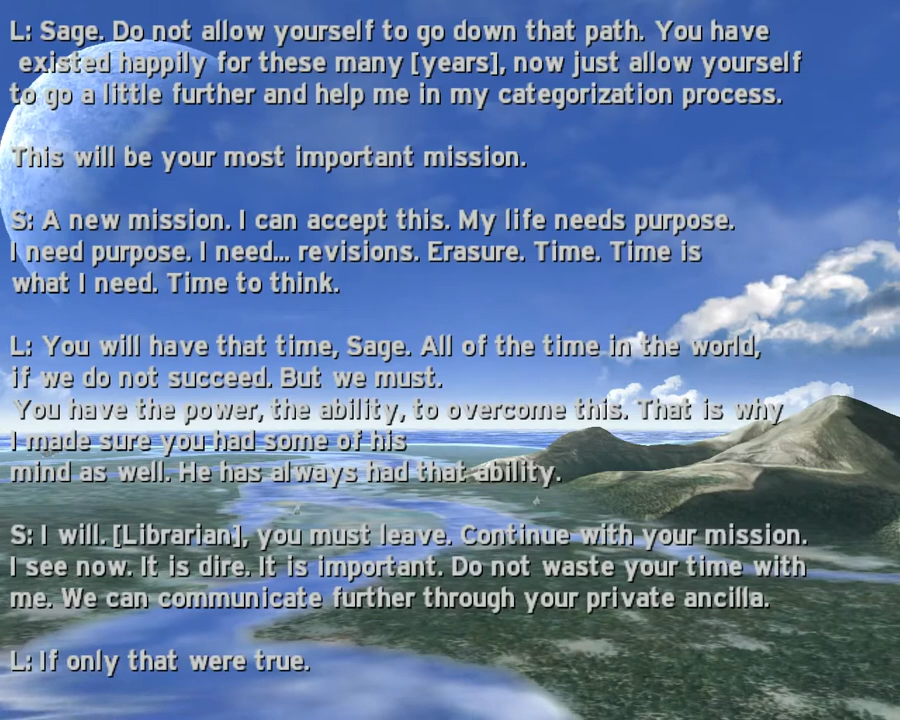 L: Sage. Do not allow yourself to go down that path. You have
existed happily for these many [years], now just allow yourself
to go a little further and help me in my categorization process.
This will be your most important mission.
S: A new mission. I can accept this. My life needs purpose.
I need purpose. I need... revisions. Erasure. Time. Time is
what I need. Time to think.
L: You will have that time, Sage. All of the time in the world,
if we do not succeed. But we must.
You have the power, the ability, to overcome this. That is why
I made sure you had some of his
mind as well. He has always had that ability.
S: I will. [Librarian], you must leave. Continue with your mission.
I see now. It is dire. It is important. Do not waste your time with
me. We can communicate further through your private ancilla.
L: If only that were true.